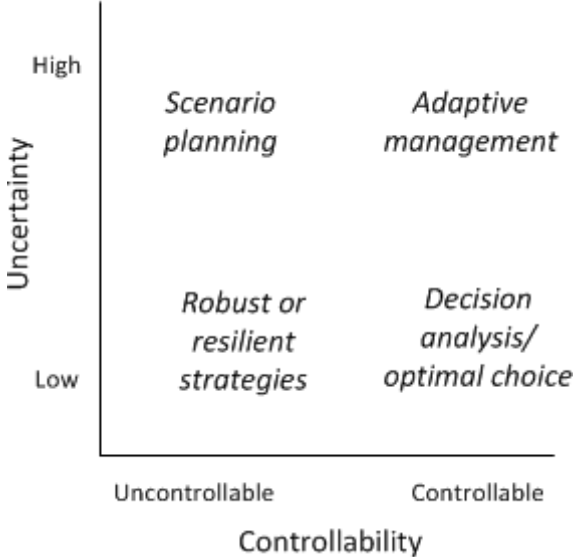 High
Scenario
planning
Adaptive
management
Uncertainty
Robust or
resilient
strategies
Decision
analysis/
optimal choice
Low
Uncontrollable
Controllable
Controllability